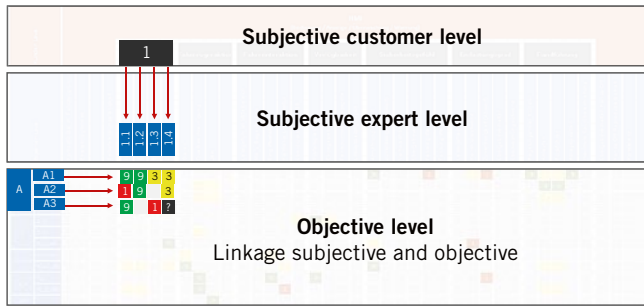 Subjective customer level
1
Subjective expert level
1.1 1.2 1.3 1.4
A A1 9 9 3 3
A2 1 9 3
A3 9 1 ?
Objective level
Linkage subjective and objective